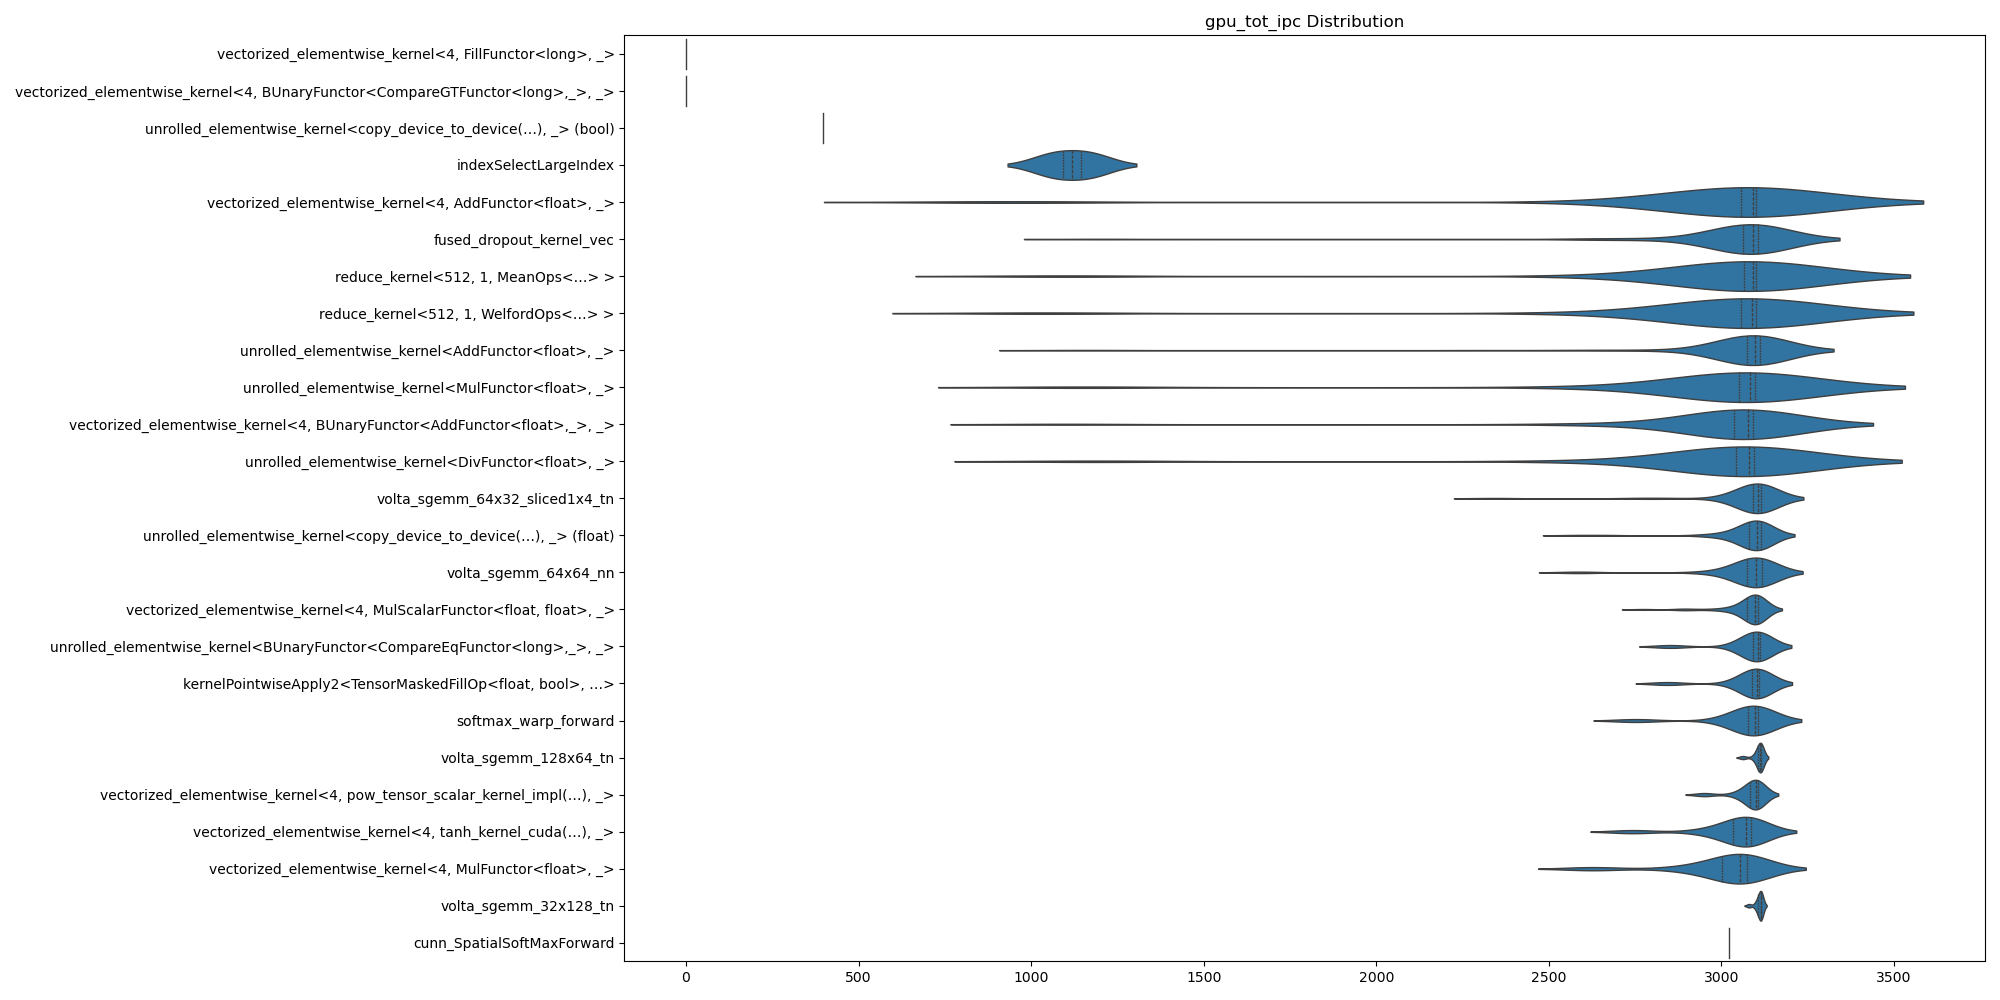 gpu_tot_ipc Distribution
vectorized_elementwise_kernel<4, FillFunctor<long>, _>
vectorized_elementwise_kernel<4, BUnaryFunctor<CompareGTFunctor<long>,_>, _>
unrolled_elementwise_kernel<copy_device_to_device(...), _> (bool)
indexSelectLargeIndex
vectorized_elementwise_kernel<4, AddFunctor<float>, _>
fused_dropout_kernel_vec
reduce_kernel<512, 1, MeanOps<...> >
reduce_kernel<512, 1, WelfordOps<...> >
unrolled_elementwise_kernel<AddFunctor<float>, _>
unrolled_elementwise_kernel<MulFunctor<float>, _>
vectorized_elementwise_kernel<4, BUnaryFunctor<AddFunctor<float>,_>, _>
unrolled_elementwise_kernel<DivFunctor<float>, _>
volta_sgemm_64x32_sliced1x4_tn
unrolled_elementwise_kernel<copy_device_to_device(...), _> (float)
volta_sgemm_64x64_nn
vectorized_elementwise_kernel<4, MulScalarFunctor<float, float>, _>
unrolled_elementwise_kernel<BUnaryFunctor<CompareEqFunctor<long>,_>, _>
kernelPointwiseApply2<TensorMaskedFillOp<float, bool>, ...>
softmax_warp_forward
volta_sgemm_128x64_tn
vectorized_elementwise_kernel<4, pow_tensor_scalar_kernel_impl(...), _>
vectorized_elementwise_kernel<4, tanh_kernel_cuda(...), _>
vectorized_elementwise_kernel<4, MulFunctor<float>, _>
volta_sgemm_32x128_tn
cunn_SpatialSoftMaxForward
0 500 1000 1500 2000 2500 3000 3500